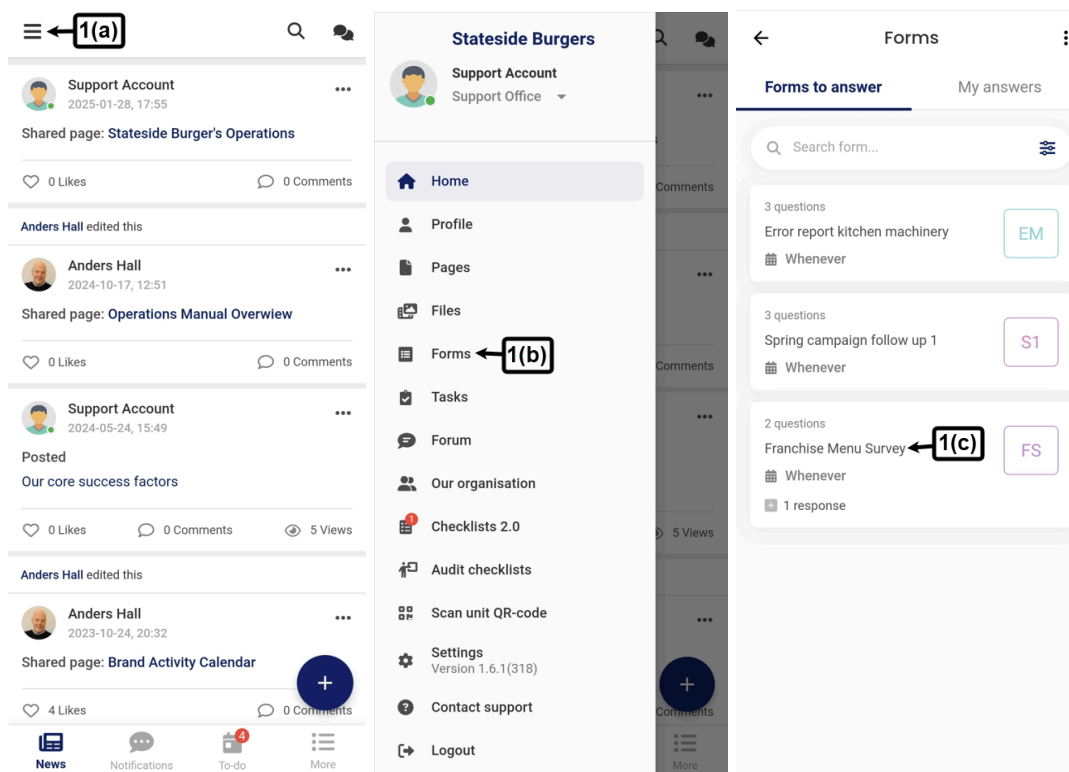 1(a)
Support Account
2025-01-28, 17:55
Shared page: Stateside Burger's Operations
0 Likes
0 Comments
Anders Hall edited this
Anders Hall
2024-10-17, 12:51
Shared page: Operations Manual Overwiew
0 Likes
0 Comments
Support Account
2024-05-24, 15:49
Posted
Our core success factors
0 Likes
0 Comments
5 Views
Anders Hall edited this
Anders Hall
2023-10-24, 20:32
Shared page: Brand Activity Calendar
+
4 Likes
0 Comments
News
Notifications
4
To-do
More
Stateside Burgers
Support Account
Support Office
Home
Profile
Pages
Files
Forms
1(b)
Tasks
Forum
Our organisation
1
Checklists 2.0
Audit checklists
Scan unit QR-code
Settings
Version 1.6.1(318)
Contact support
Logout
Comments
Comments
5 Views
+
Comments
More
Forms
Forms to answer
My answers
Search form...
3 questions
Error report kitchen machinery
Whenever
EM
3 questions
Spring campaign follow up 1
Whenever
S1
2 questions
Franchise Menu Survey
1(c)
Whenever
FS
1 response